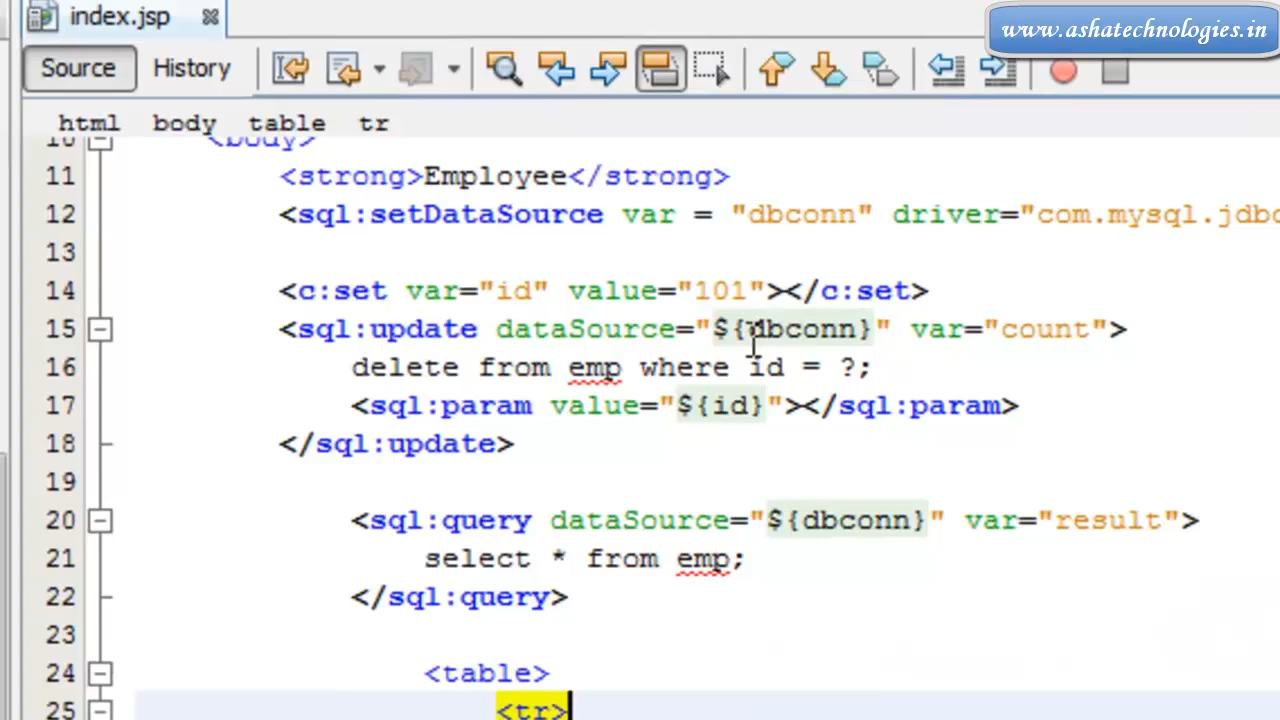 index.jsp
www.ashatechnologies.in
Source History
html body table tr
10 <body>
11 <strong>Employee</strong>
12 <sql:setDataSource var = "dbconn" driver="com.mysql.jdbc
13
14 <c:set var="id" value="101"></c:set>
15 <sql:update dataSource="${dbconn}" var="count">
16 delete from emp where id = ?;
17 <sql:param value="${id}"></sql:param>
18 </sql:update>
19
20 <sql:query dataSource="${dbconn}" var="result">
21 select * from emp;
22 </sql:query>
23
24 <table>
25 <tr>